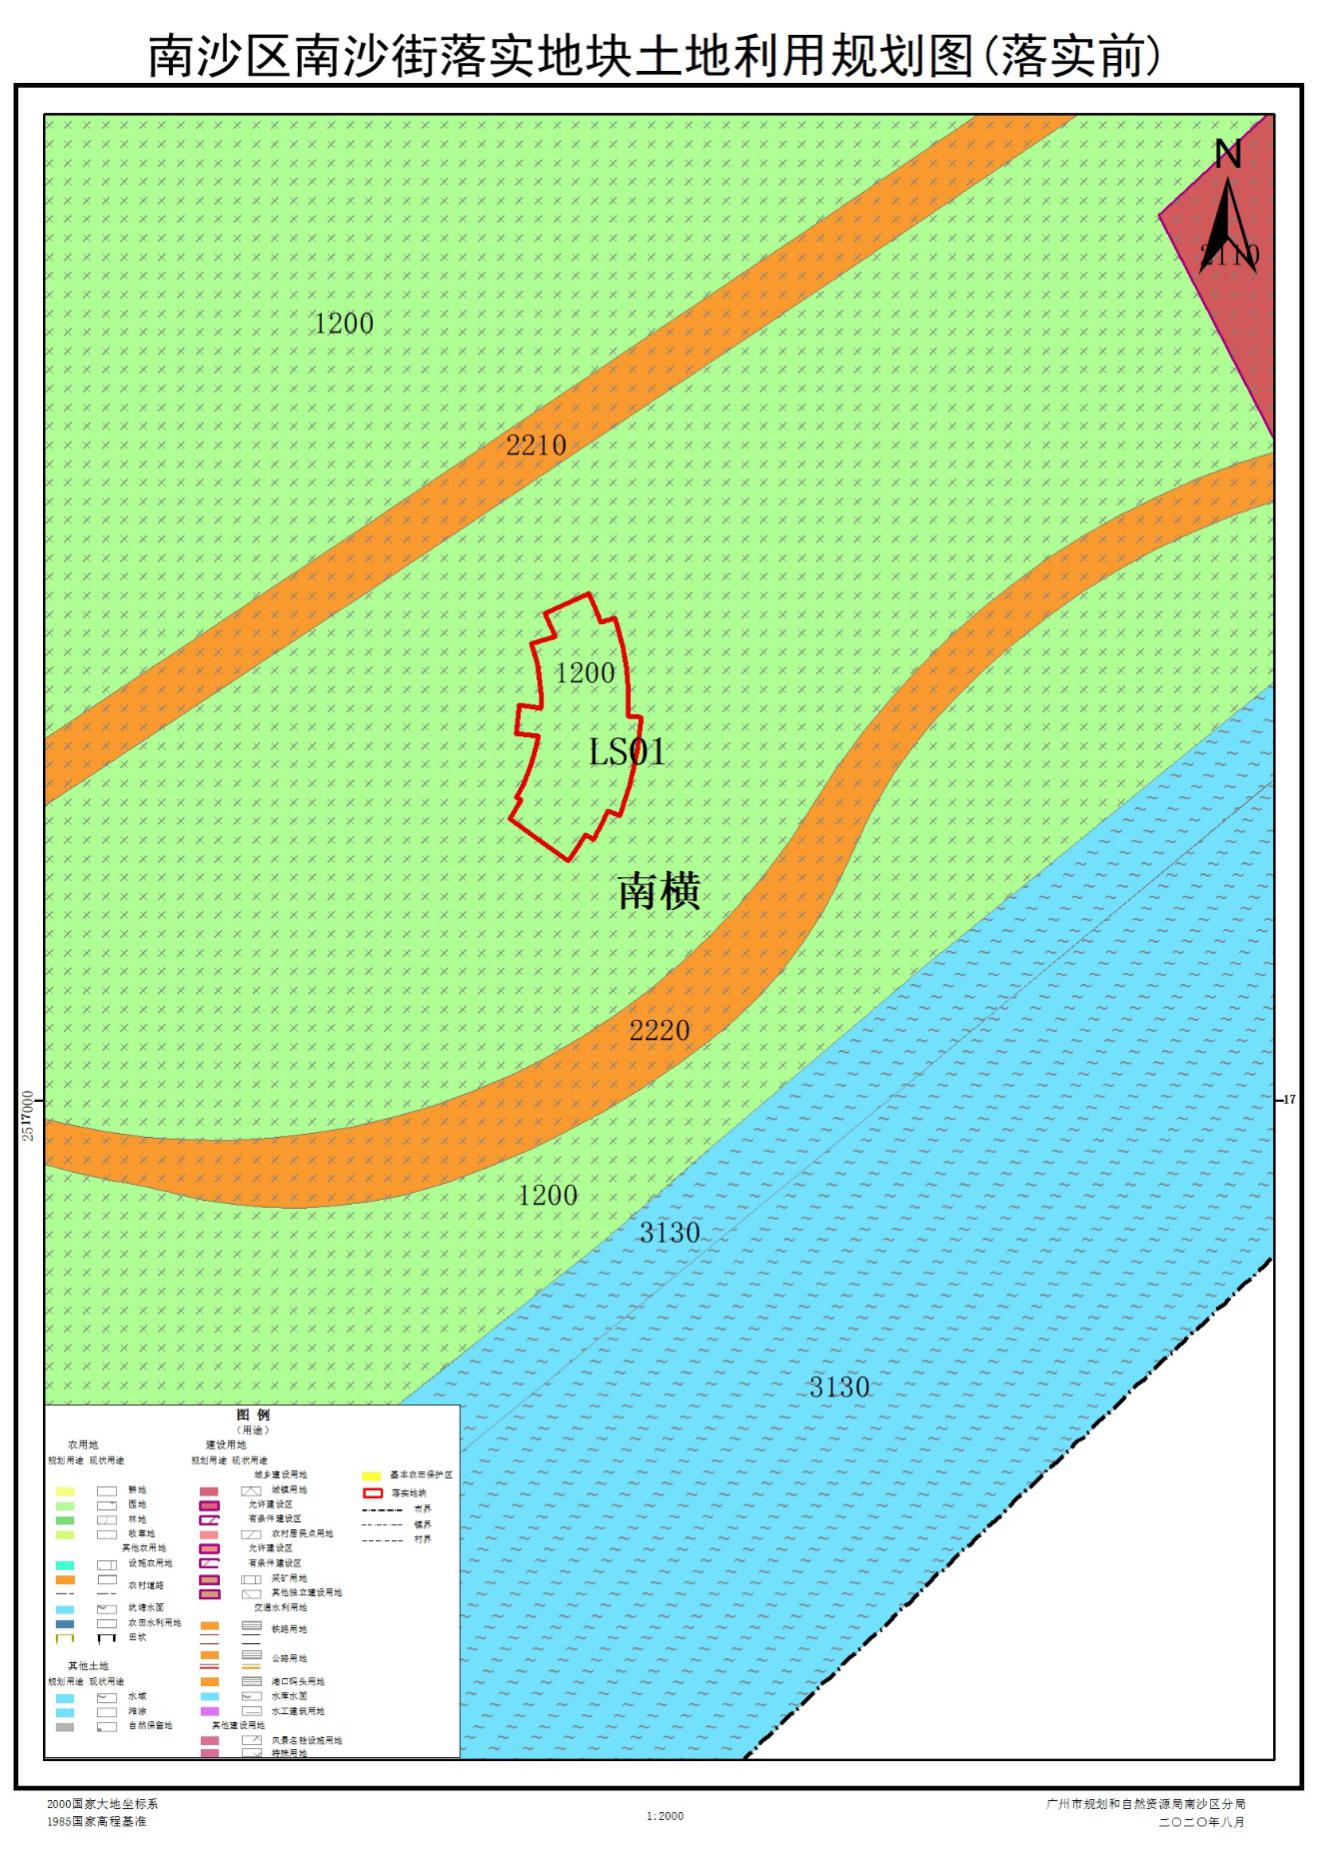 南沙区南沙街落实地块土地利用规划图(落实前)
N
2110
1200
2210
1200
LS01
南横
2220
2517000
17
1200
3130
3130
图 例
(用途)
农用地
规划用途 现状用途
耕地
园地
林地
牧草地
其他农用地
设施农用地
农村道路
坑塘水面
农田水利用地
田坎
其他土地
规划用途 现状用途
水域
滩涂
自然保留地
建设用地
规划用途 现状用途
城乡建设用地
城镇用地
允许建设区
有条件建设区
农村居民点用地
允许建设区
有条件建设区
采矿用地
其他独立建设用地
交通水利用地
铁路用地
公路用地
港口码头用地
水库水面
水工建筑用地
其他建设用地
风景名胜设施用地
特殊用地
基本农田保护区
落实地块
市界
镇界
村界
2000国家大地坐标系
1985国家高程基准
1:2000
广州市规划和自然资源局南沙区分局
二〇二〇年八月